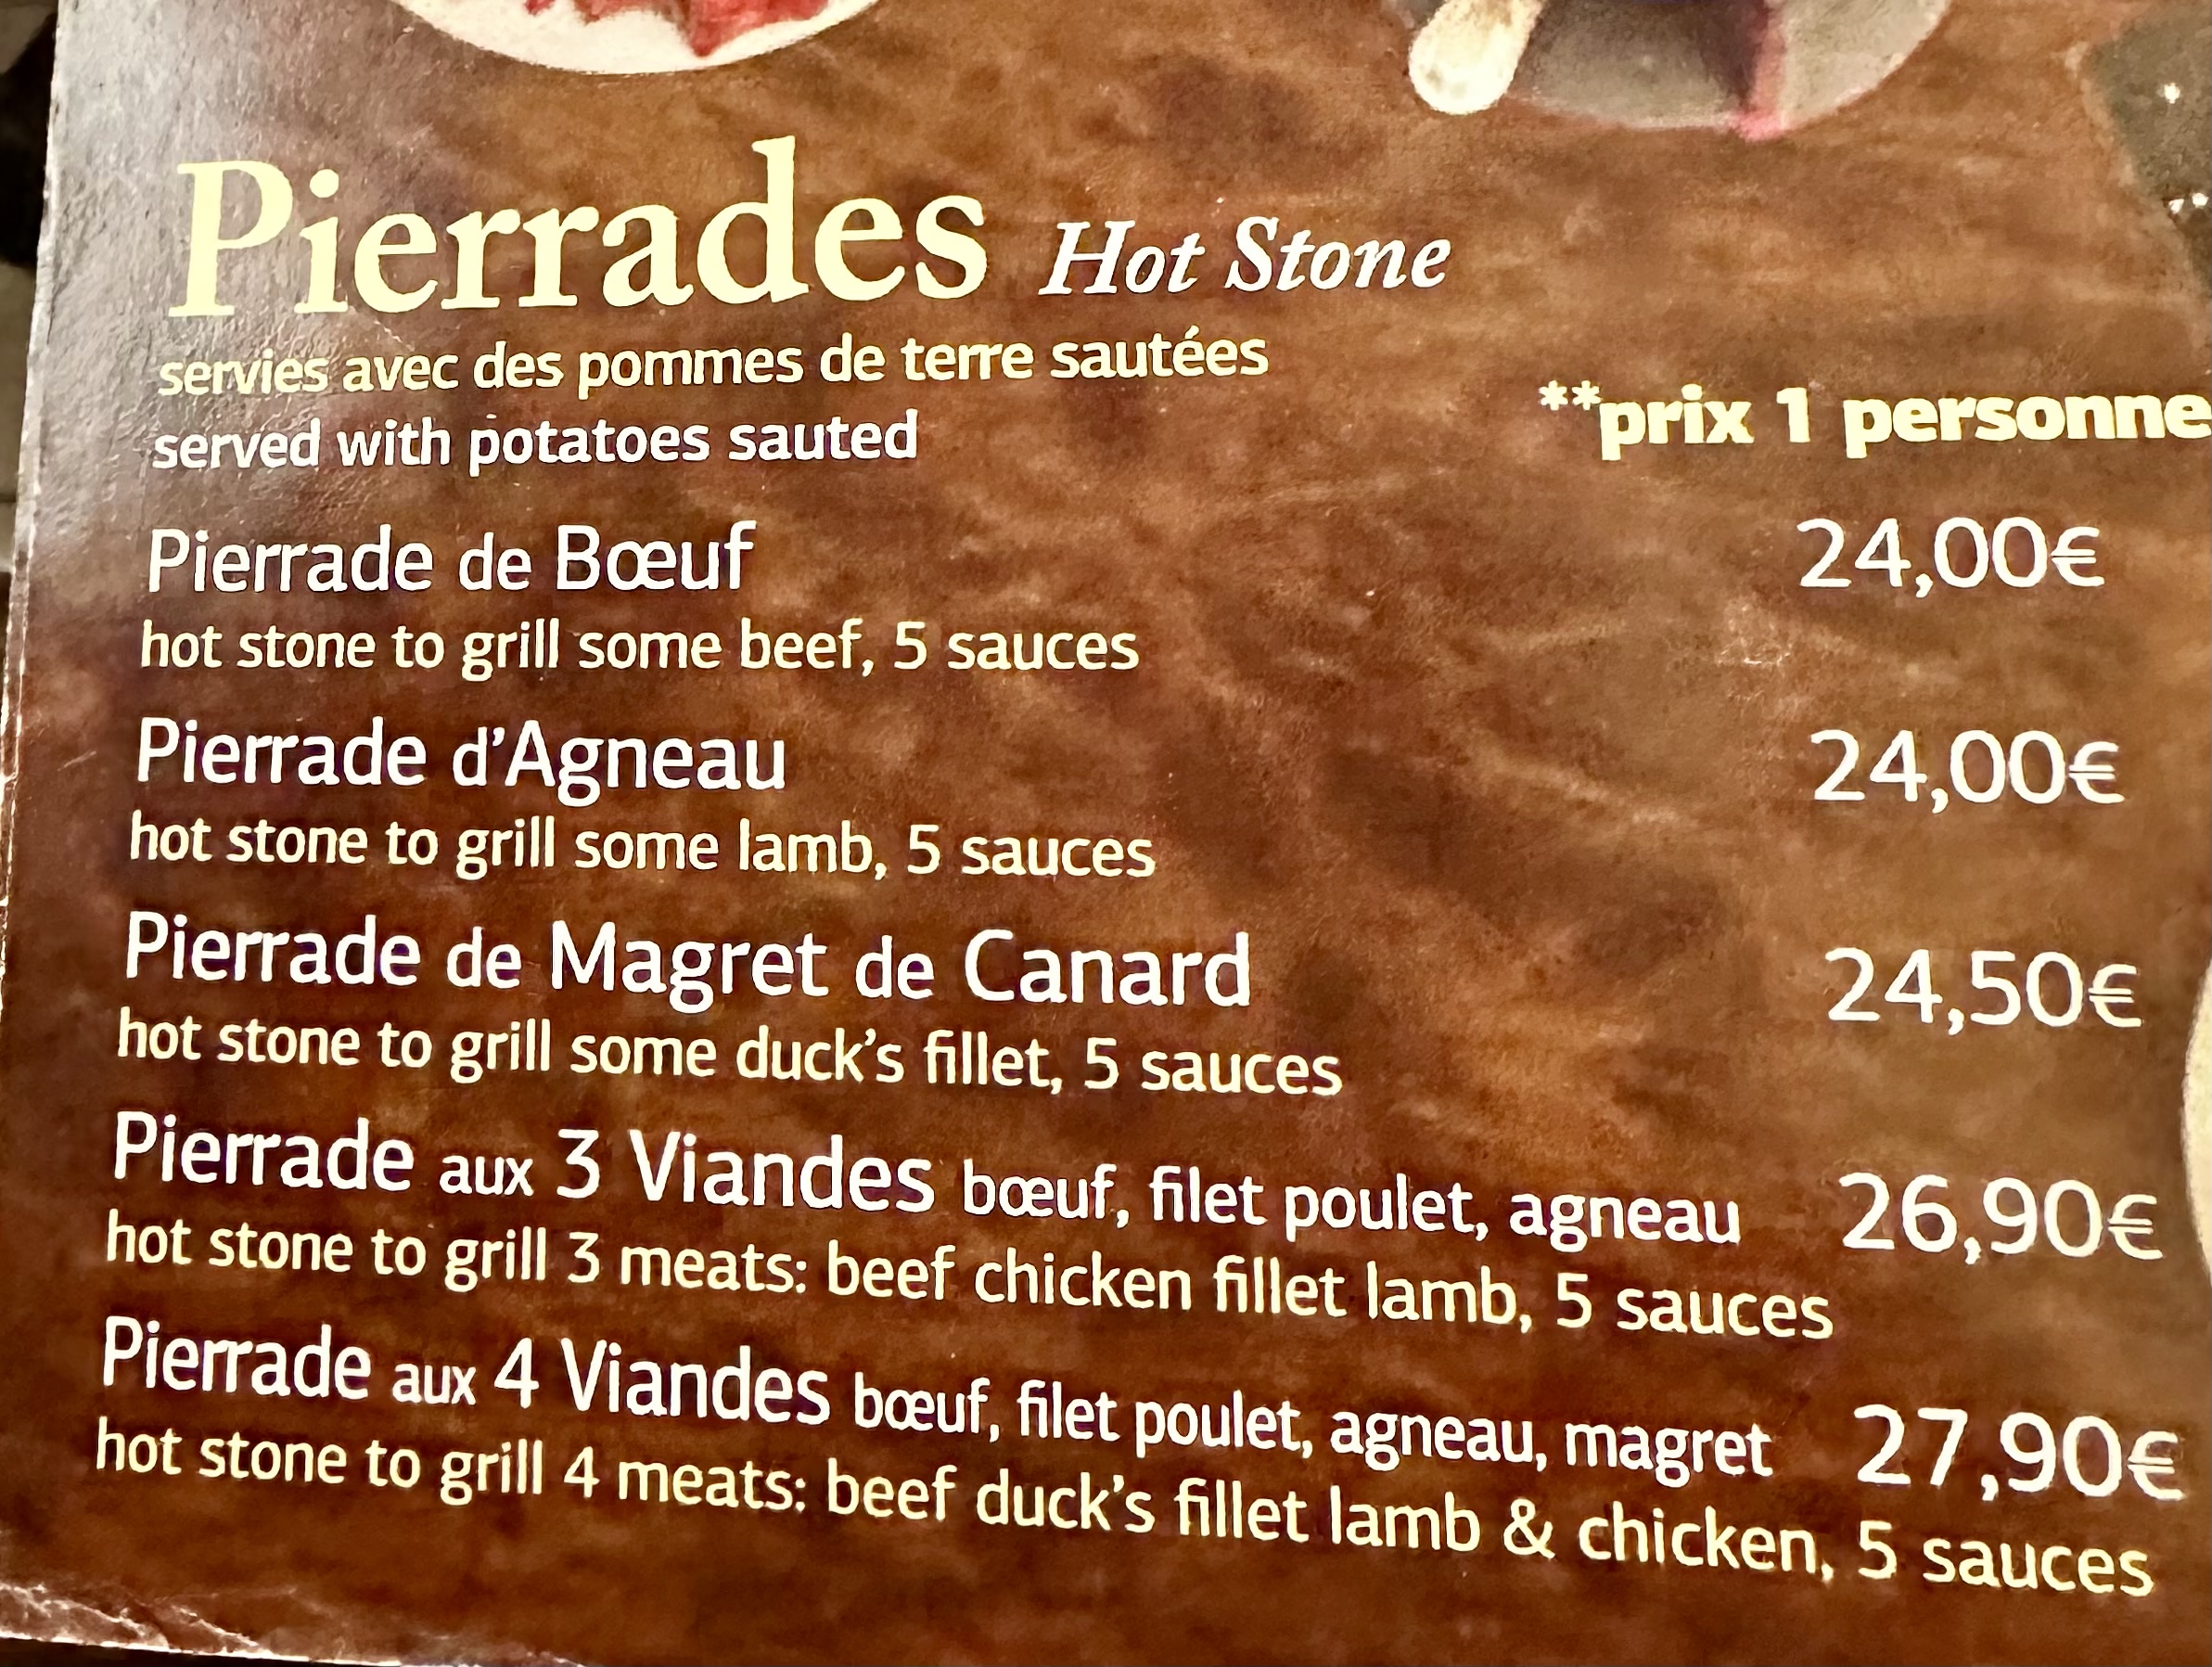 Pierrades Hot Stone
servies avec des pommes de terre sautées
served with potatoes sauted
**prix 1 personne
Pierrade de Bœuf 24,00€
hot stone to grill some beef, 5 sauces
Pierrade d'Agneau 24,00€
hot stone to grill some lamb, 5 sauces
Pierrade de Magret de Canard 24,50€
hot stone to grill some duck's fillet, 5 sauces
Pierrade aux 3 Viandes bœuf, filet poulet, agneau 26,90€
hot stone to grill 3 meats: beef chicken fillet lamb, 5 sauces
Pierrade aux 4 Viandes bœuf, filet poulet, agneau, magret 27,90€
hot stone to grill 4 meats: beef duck's fillet lamb & chicken, 5 sauces